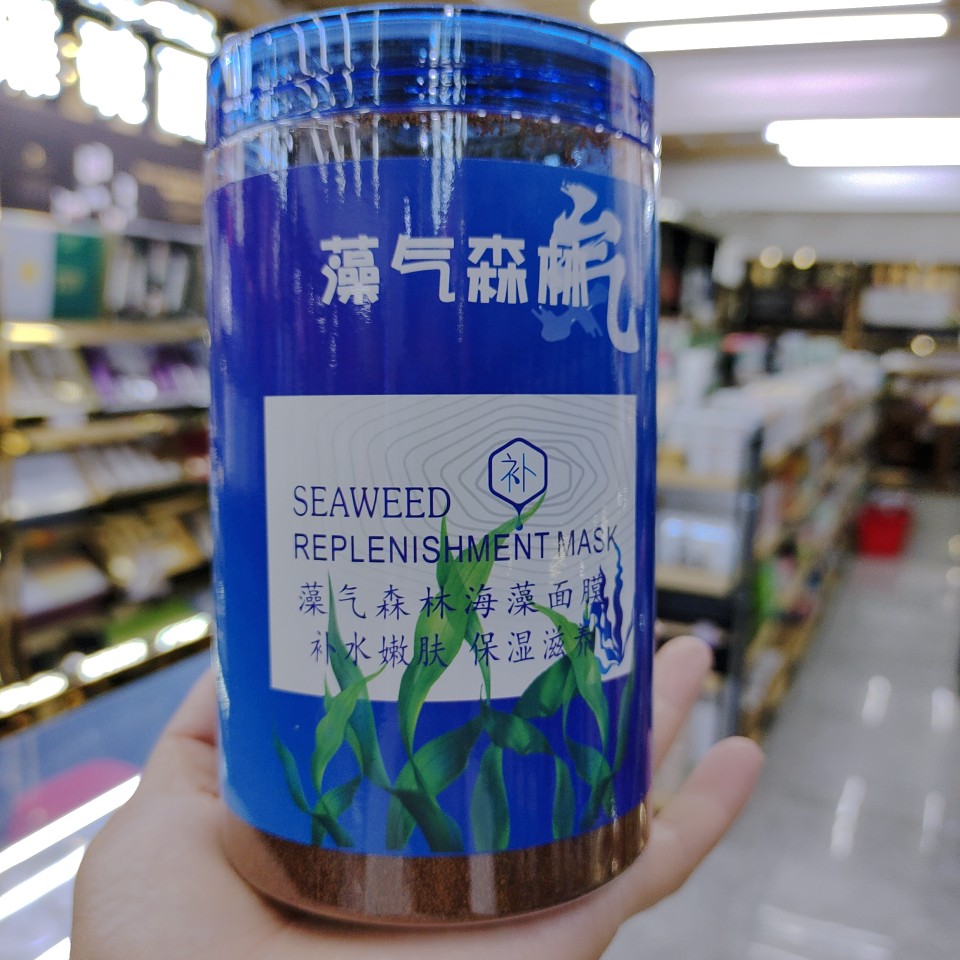 藻气森林
气
补
SEAWEED
REPLENISHMENT MASK
藻气森林海藻面膜
补水嫩肤 保湿滋养